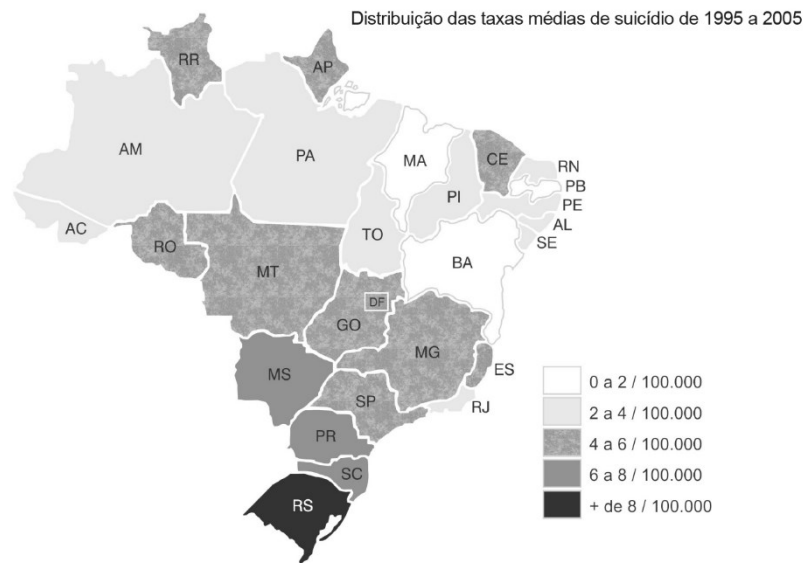 Distribuição das taxas médias de suicídio de 1995 a 2005
RR
AP
AM
PA
MA
CE
RN
PB
PI
PE
AC
TO
AL
SE
RO
MT
BA
DF
GO
MG
MS
ES
SP
RJ
PR
SC
RS
0 a 2 / 100.000
2 a 4 / 100.000
4 a 6 / 100.000
6 a 8 / 100.000
+ de 8 / 100.000